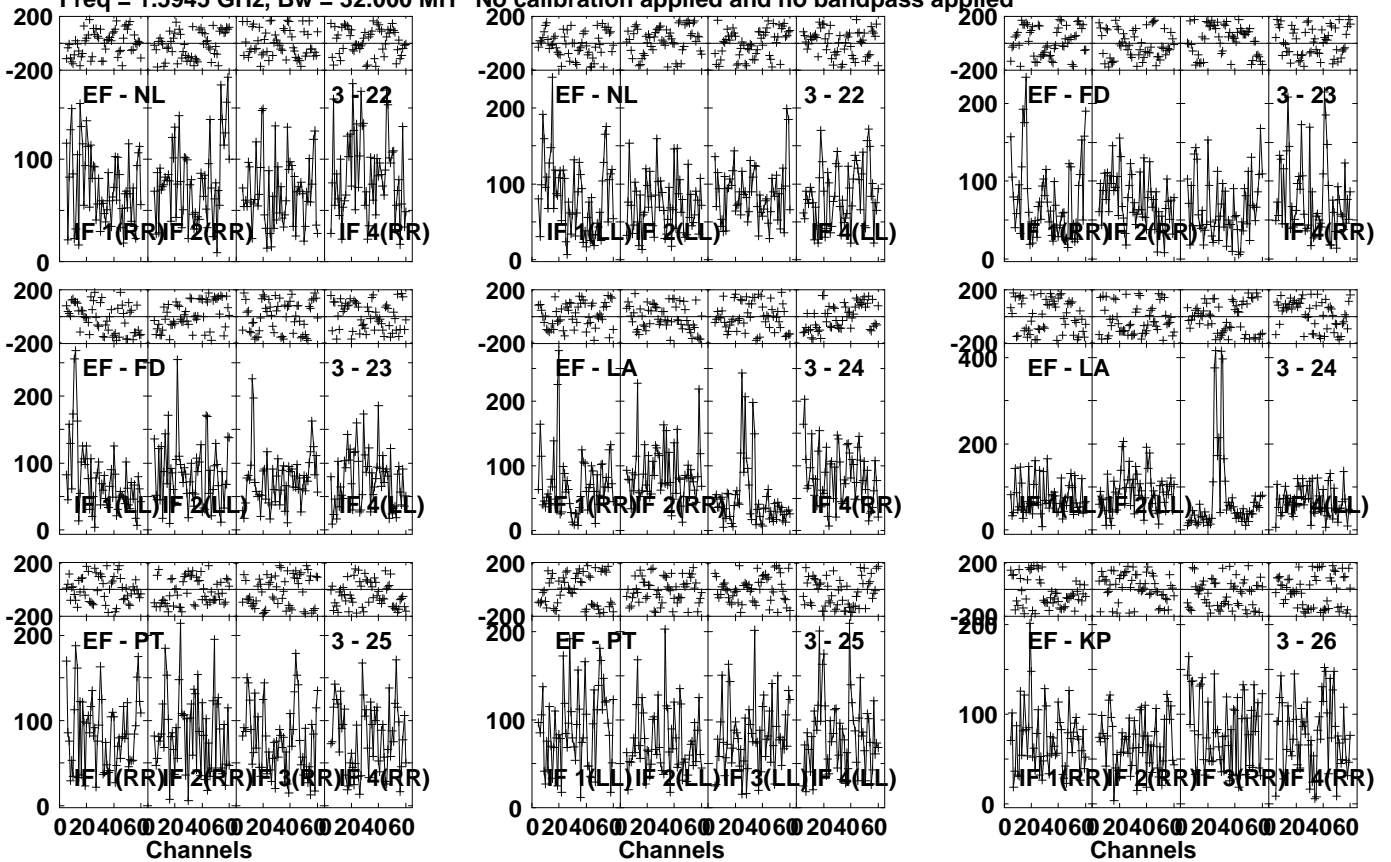 Freq = 1.5945 GHz, Bw = 32.000 MH No calibration applied and no bandpass applied
200
-200
EF - NL 3 - 22
200
100
0
IF 1(RR) IF 2(RR) IF 4(RR)
200
-200
EF - NL 3 - 22
200
100
0
IF 1(LL) IF 2(LL) IF 4(LL)
200
-200
EF - FD 3 - 23
200
100
0
IF 1(RR) IF 2(RR) IF 4(RR)
200
-200
EF - FD 3 - 23
200
100
0
IF 1(LL) IF 2(LL) IF 4(LL)
200
-200
EF - LA 3 - 24
200
100
0
IF 1(RR) IF 2(RR) IF 4(RR)
200
-200
400
EF - LA 3 - 24
200
0
IF 1(LL) IF 2(LL) IF 4(LL)
200
-200
200
EF - PT 3 - 25
100
0
IF 1(RR) IF 2(RR) IF 3(RR) IF 4(RR)
0 20 40 60 0 20 40 60 0 20 40 60 0 20 40 60
Channels
200
-200
200
EF - PT 3 - 25
100
0
IF 1(LL) IF 2(LL) IF 3(LL) IF 4(LL)
0 20 40 60 0 20 40 60 0 20 40 60 0 20 40 60
Channels
200
-200
200
EF - KP 3 - 26
100
0
IF 1(RR) IF 2(RR) IF 3(RR) IF 4(RR)
0 20 40 60 0 20 40 60 0 20 40 60 0 20 40 60
Channels